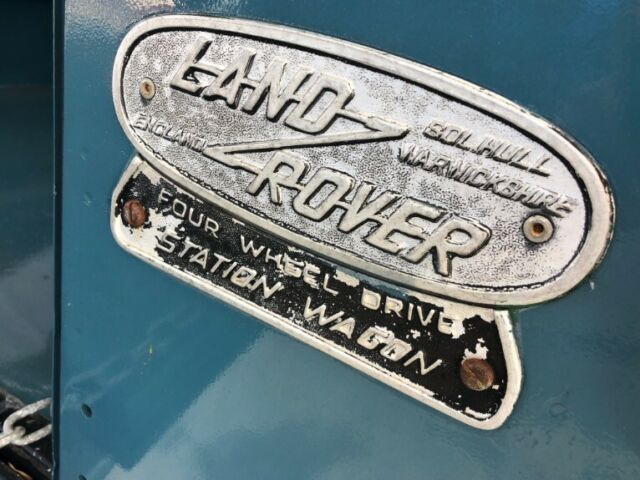 LAND
SOLIHULL
WARWICKSHIRE
ENGLAND
ROVER
FOUR WHEEL DRIVE
STATION WAGON